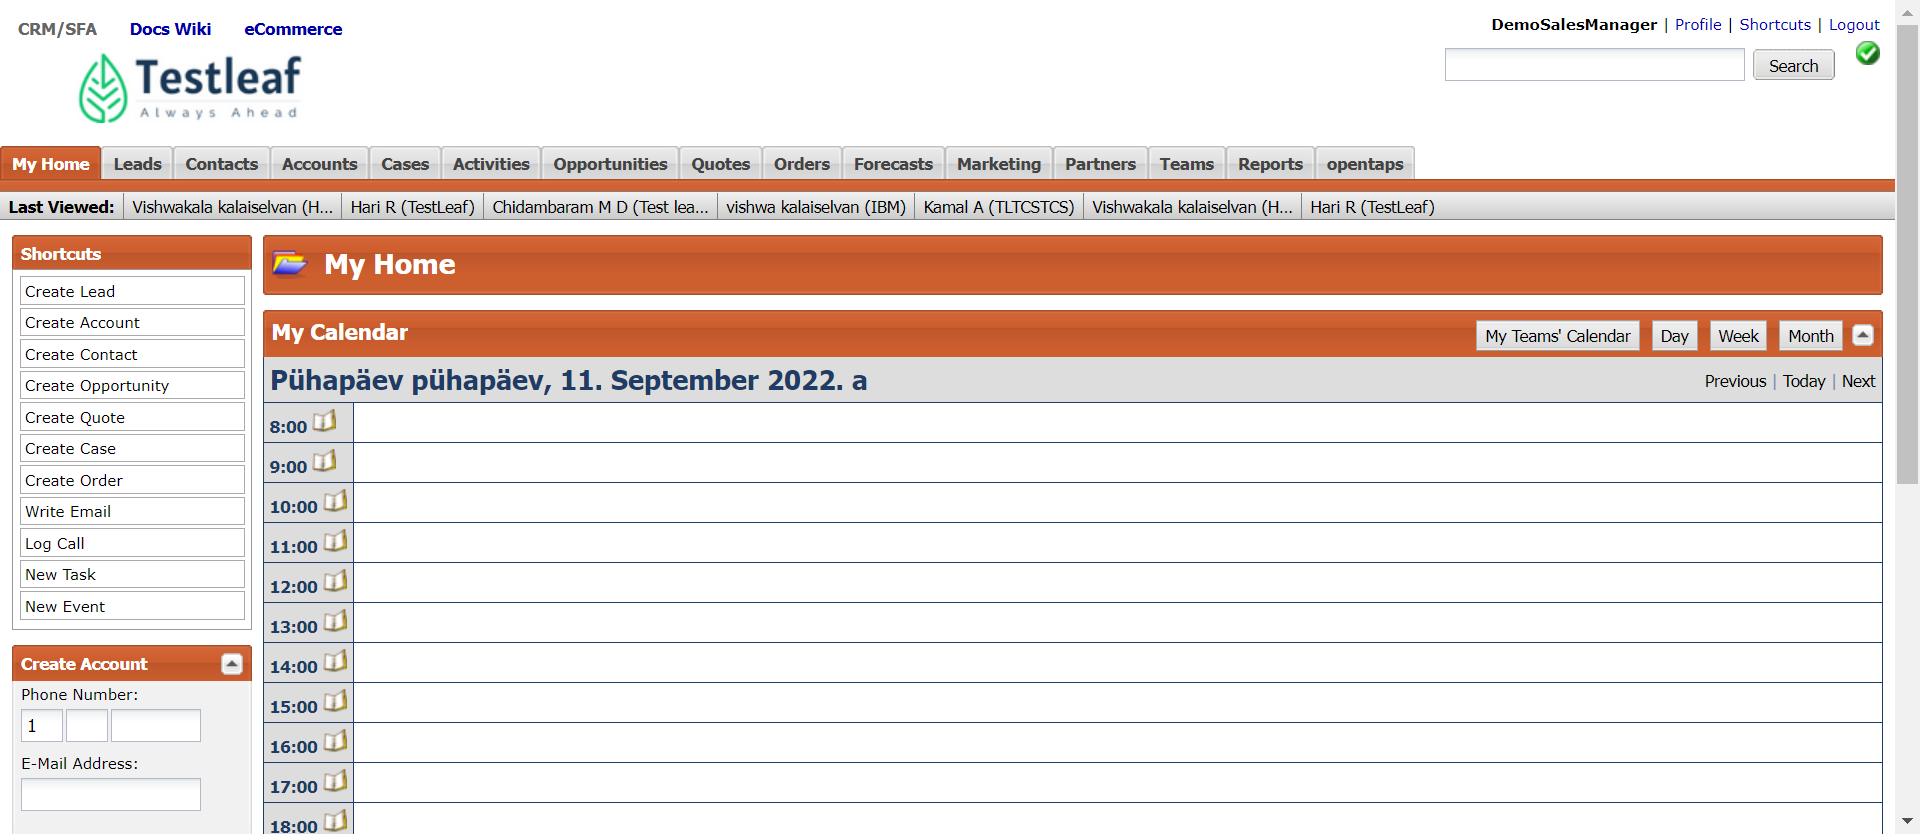 CRM/SFA Docs Wiki eCommerce
DemoSalesManager | Profile | Shortcuts | Logout
Search
Testleaf
Always Ahead
My Home Leads Contacts Accounts Cases Activities Opportunities Quotes Orders Forecasts Marketing Partners Teams Reports opentaps
Last Viewed: Vishwakala kalaiselvan (H... Hari R (TestLeaf) Chidambaram M D (Test lea... vishwa kalaiselvan (IBM) Kamal A (TLTCSTCS) Vishwakala kalaiselvan (H... Hari R (TestLeaf)
Shortcuts
Create Lead
Create Account
Create Contact
Create Opportunity
Create Quote
Create Case
Create Order
Write Email
Log Call
New Task
New Event
Create Account
Phone Number:
1
E-Mail Address:
My Home
My Calendar
My Teams' Calendar Day Week Month
Pühapäev pühapäev, 11. September 2022. a
Previous | Today | Next
8:00
9:00
10:00
11:00
12:00
13:00
14:00
15:00
16:00
17:00
18:00